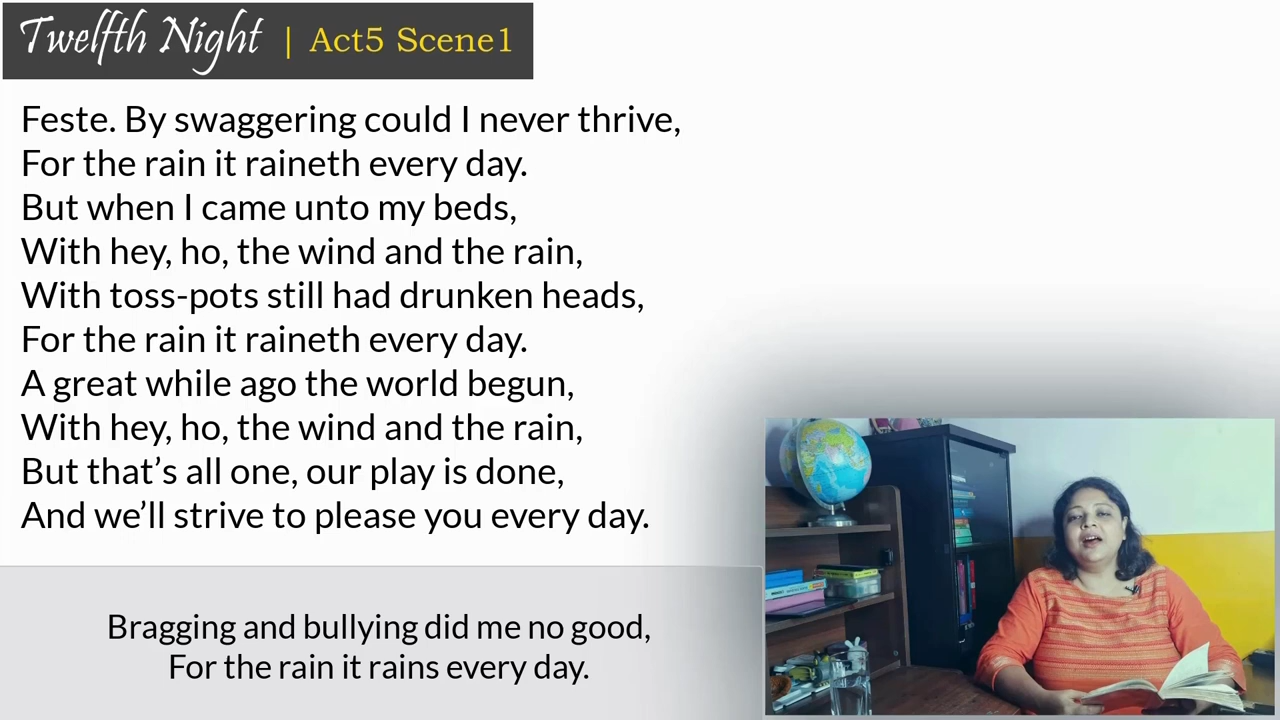 Twelfth Night | Act5 Scene1
Feste. By swaggering could I never thrive,
For the rain it raineth every day.
But when I came unto my beds,
With hey, ho, the wind and the rain,
With toss-pots still had drunken heads,
For the rain it raineth every day.
A great while ago the world begun,
With hey, ho, the wind and the rain,
But that’s all one, our play is done,
And we’ll strive to please you every day.
Bragging and bullying did me no good,
For the rain it rains every day.